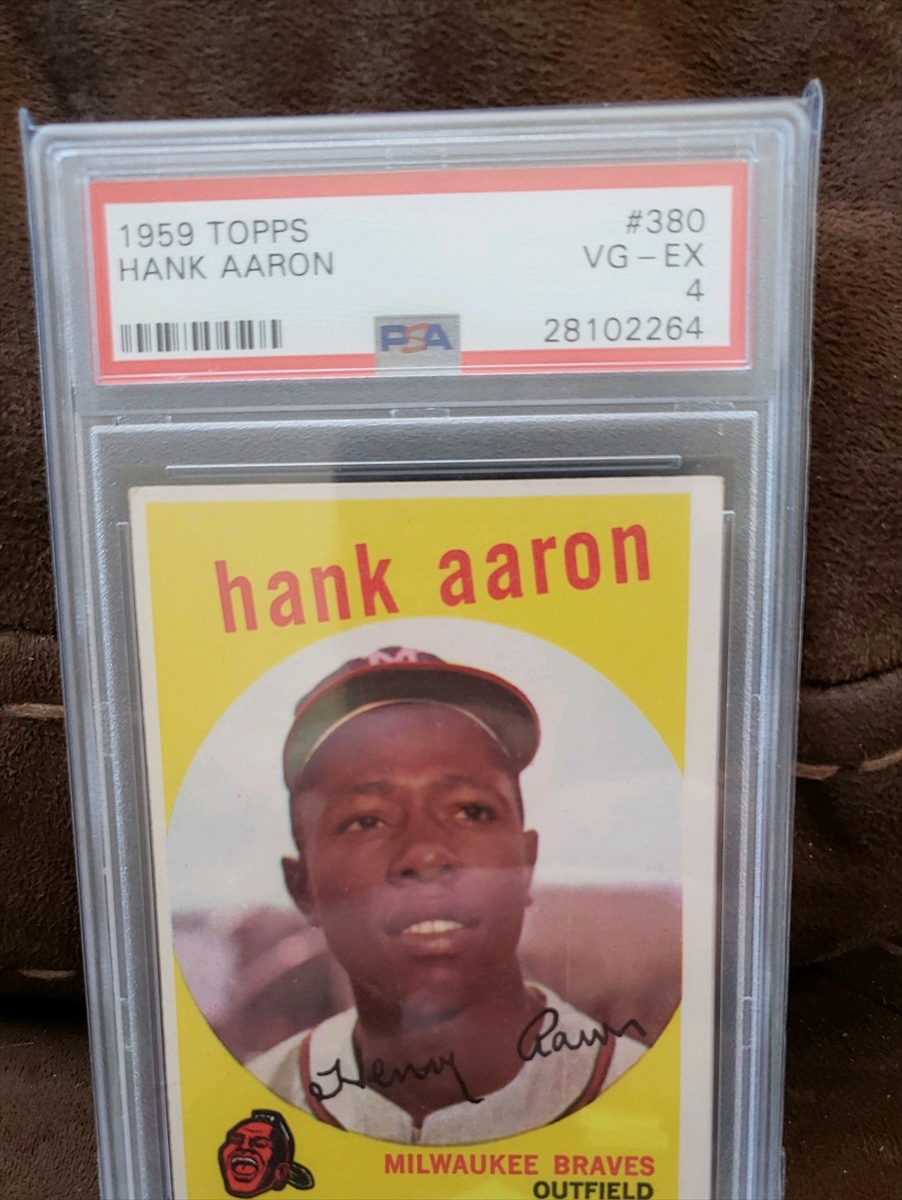 1959 TOPPS #380
HANK AARON VG-EX
4
PSA 28102264
hank aaron
M
Henry Aaron
MILWAUKEE BRAVES
OUTFIELD